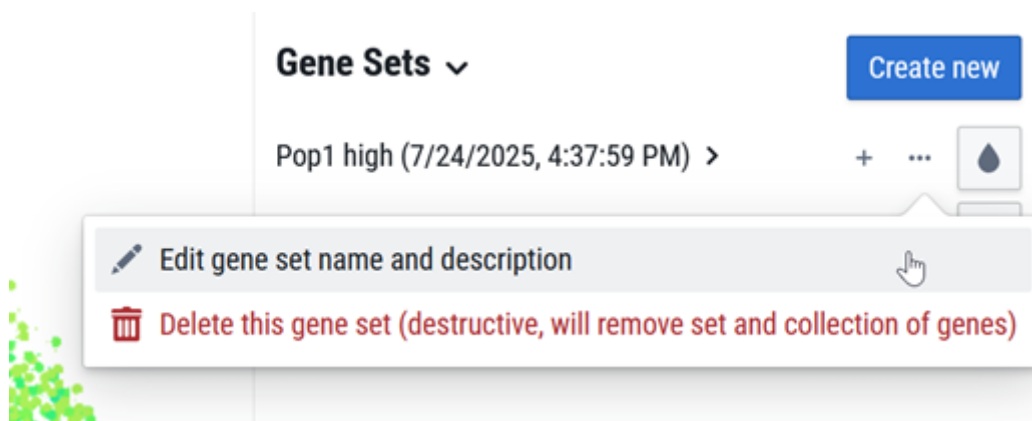 Gene Sets
Create new
Pop1 high (7/24/2025, 4:37:59 PM)
Edit gene set name and description
Delete this gene set (destructive, will remove set and collection of genes)